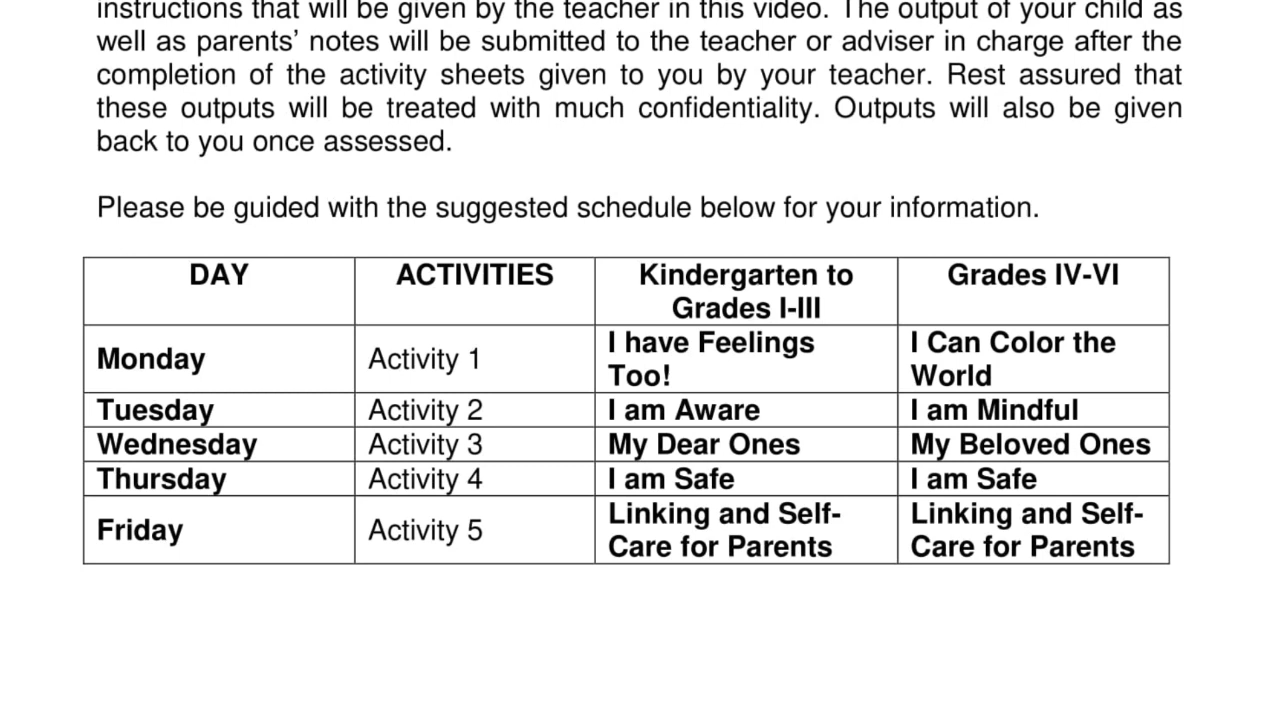 instructions that will be given by the teacher in this video. The output of your child as
well as parents’ notes will be submitted to the teacher or adviser in charge after the
completion of the activity sheets given to you by your teacher. Rest assured that
these outputs will be treated with much confidentiality. Outputs will also be given
back to you once assessed.
Please be guided with the suggested schedule below for your information.
DAY ACTIVITIES Kindergarten to Grades IV-VI
Grades I-III
Monday Activity 1 I have Feelings I Can Color the
Too! World
Tuesday Activity 2 I am Aware I am Mindful
Wednesday Activity 3 My Dear Ones My Beloved Ones
Thursday Activity 4 I am Safe I am Safe
Friday Activity 5 Linking and Self- Linking and Self-
Care for Parents Care for Parents